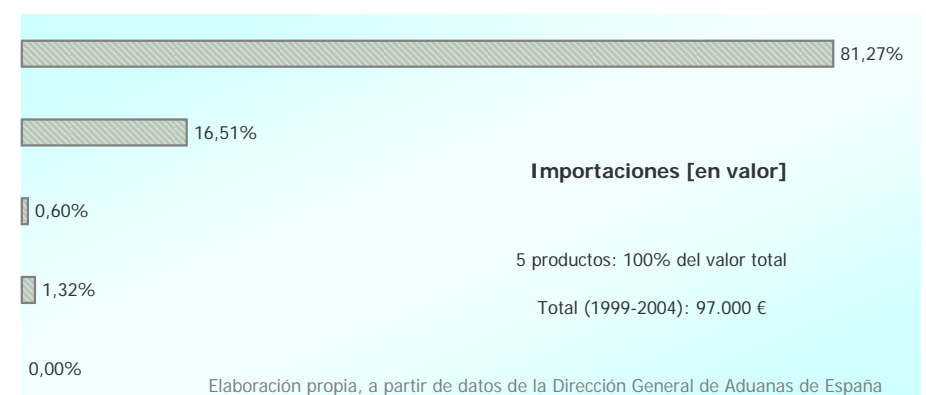 81,27%
16,51%
Importaciones [en valor]
0,60%
5 productos: 100% del valor total
1,32%
Total (1999-2004): 97.000 €
0,00%
Elaboración propia, a partir de datos de la Dirección General de Aduanas de España